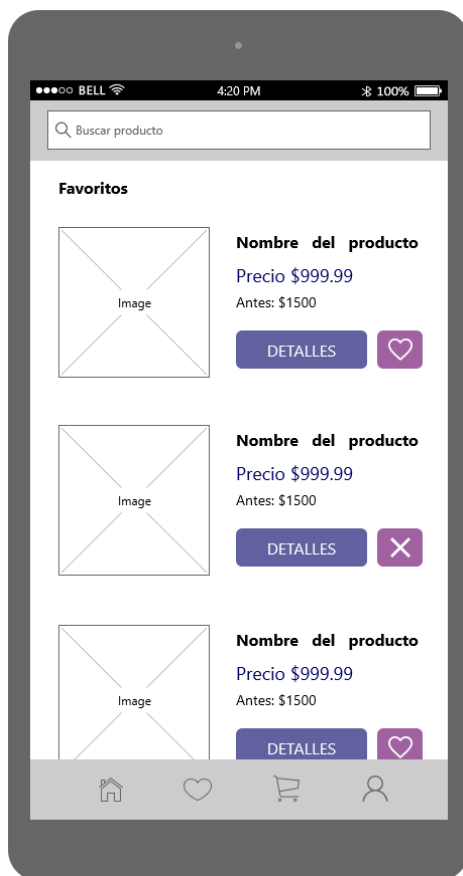 BELL 4:20 PM 100%
Buscar producto
Favoritos
Image
Nombre del producto
Precio $999.99
Antes: $1500
DETALLES
Image
Nombre del producto
Precio $999.99
Antes: $1500
DETALLES
Image
Nombre del producto
Precio $999.99
Antes: $1500
DETALLES